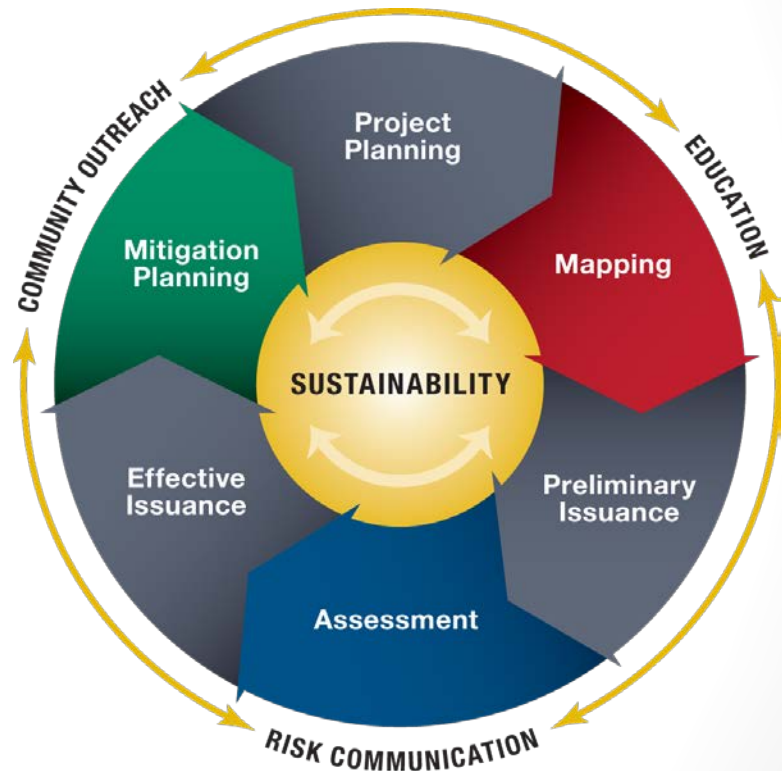 COMMUNITY OUTREACH
EDUCATION
Project
Planning
Mitigation
Planning
Mapping
SUSTAINABILITY
Effective
Issuance
Preliminary
Issuance
Assessment
RISK COMMUNICATION